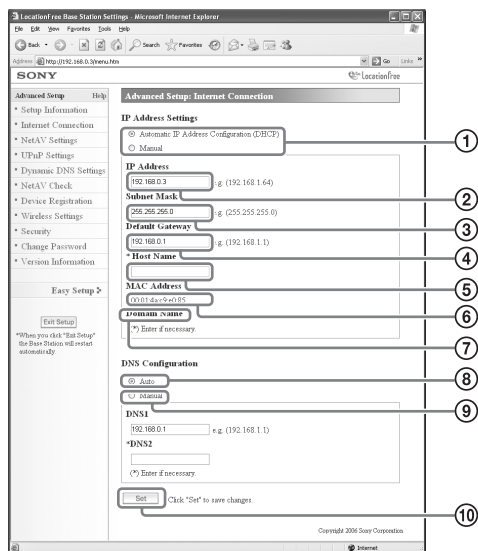 LocationFree Base Station Settings - Microsoft Internet Explorer
File Edit View Favorites Tools Help
Back Search Favorites
Address http://192.168.0.3/menu.htm Go Links »
SONY LocationFree
Advanced Setup Help
Advanced Setup: Internet Connection
• Setup Information
• Internet Connection
• NetAV Settings
• UPnP Settings
• Dynamic DNS Settings
• NetAV Check
• Device Registration
• Wireless Settings
• Security
• Change Password
• Version Information
Easy Setup
Exit Setup
*When you click "Exit Setup"
the Base Station will restart
automatically.
IP Address Settings
Automatic IP Address Configuration (DHCP)
Manual
1
IP Address
192.168.0.3 e.g. (192.168.1.64)
2
Subnet Mask
255.255.255.0 e.g. (255.255.255.0)
3
Default Gateway
192.168.0.1 e.g. (192.168.1.1)
4
* Host Name
5
MAC Address
00:01:4a:c9:e0:85
6
Domain Name
7
(*) Enter if necessary.
DNS Configuration
Auto
8
Manual
9
DNS1
192.168.0.1 e.g. (192.168.1.1)
*DNS2
(*) Enter if necessary.
Set Click "Set" to save changes.
10
Copyright 2006 Sony Corporation
Internet